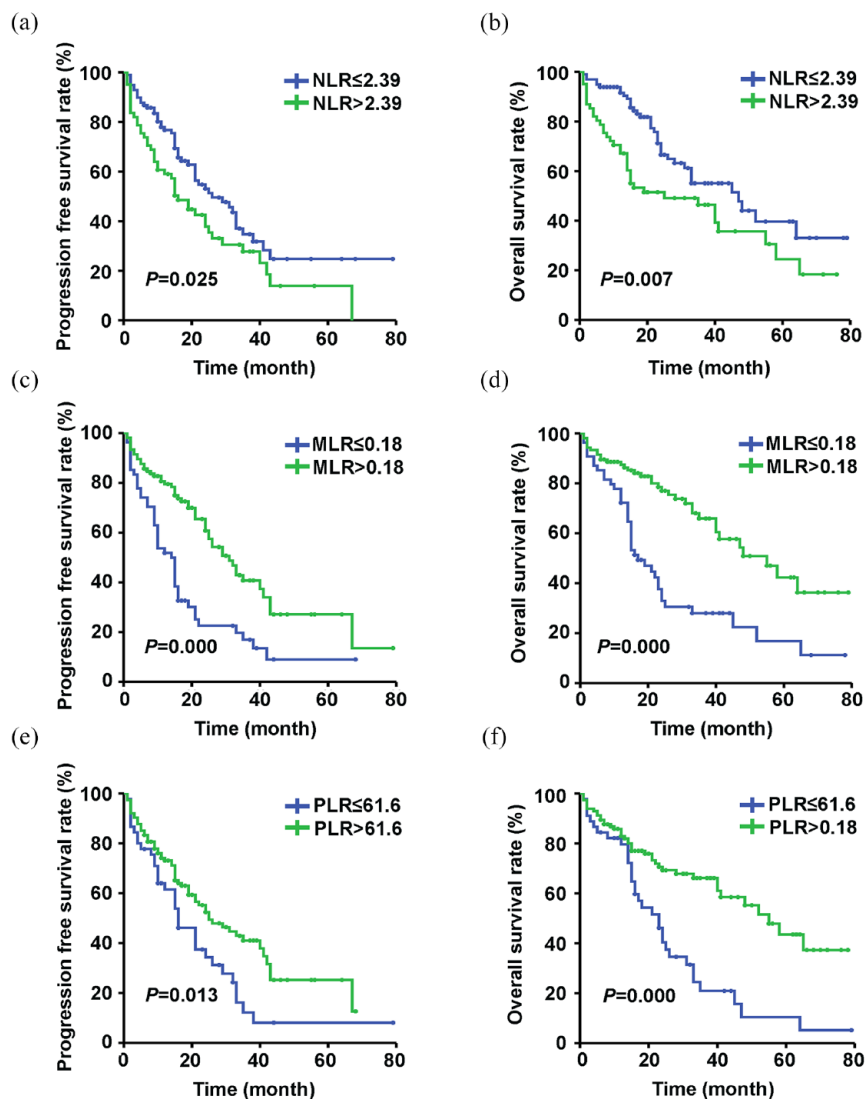 (a)
(b)
100
80
60
40
20
0
Progression free survival rate (%)
NLR≤2.39
NLR>2.39
P=0.025
0 20 40 60 80
Time (month)
100
80
60
40
20
0
Overall survival rate (%)
NLR≤2.39
NLR>2.39
P=0.007
0 20 40 60 80
Time (month)
(c)
(d)
100
80
60
40
20
0
Progression free survival rate (%)
MLR≤0.18
MLR>0.18
P=0.000
0 20 40 60 80
Time (month)
100
80
60
40
20
0
Overall survival rate (%)
MLR≤0.18
MLR>0.18
P=0.000
0 20 40 60 80
Time (month)
(e)
(f)
100
80
60
40
20
0
Progression free survival rate (%)
PLR≤61.6
PLR>61.6
P=0.013
0 20 40 60 80
Time (month)
100
80
60
40
20
0
Overall survival rate (%)
PLR≤61.6
PLR>0.18
P=0.000
0 20 40 60 80
Time (month)